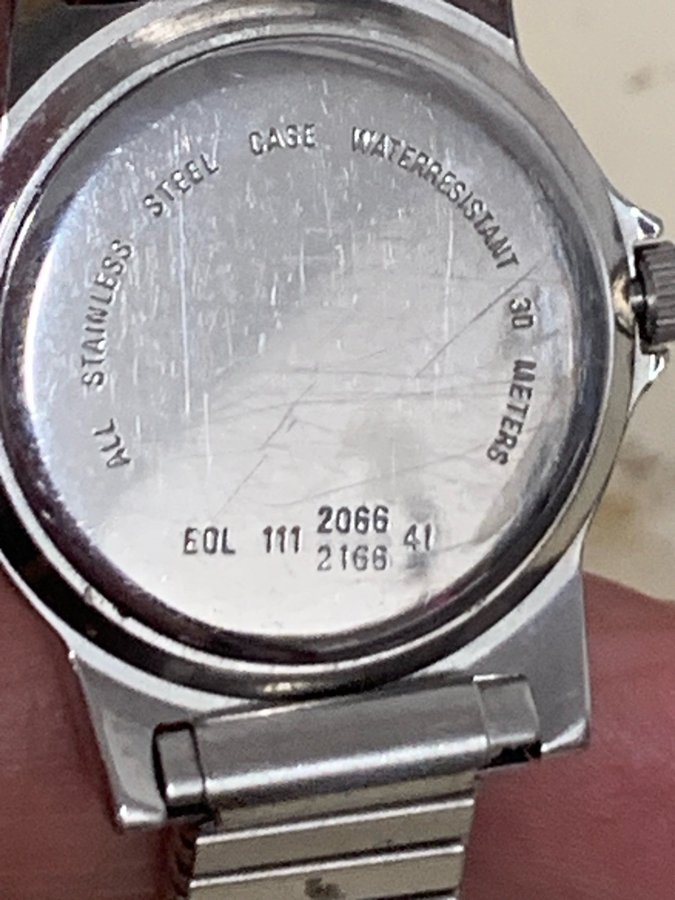 ALL STAINLESS STEEL CASE WATERRESISTANT 30 METERS
2066
EOL 111 41
2166